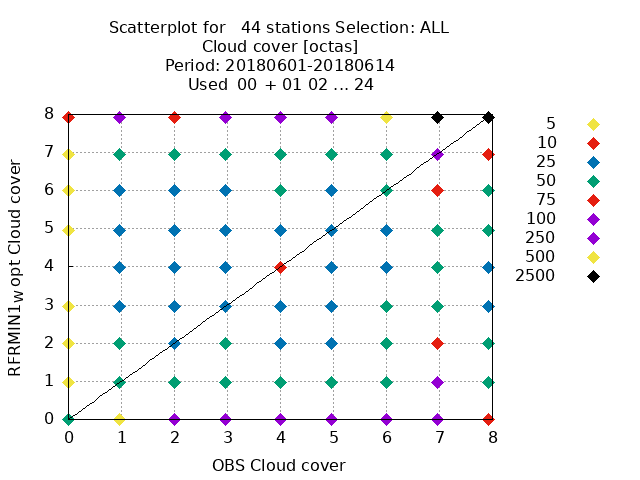 Scatterplot for   44 stations Selection: ALL
Cloud cover [octas]
Period: 20180601-20180614
Used  00 + 01 02 ... 24
RFRMIN1_W opt Cloud cover
8
7
6
5
4
3
2
1
0
0 1 2 3 4 5 6 7 8
OBS Cloud cover
5
10
25
50
75
100
250
500
2500